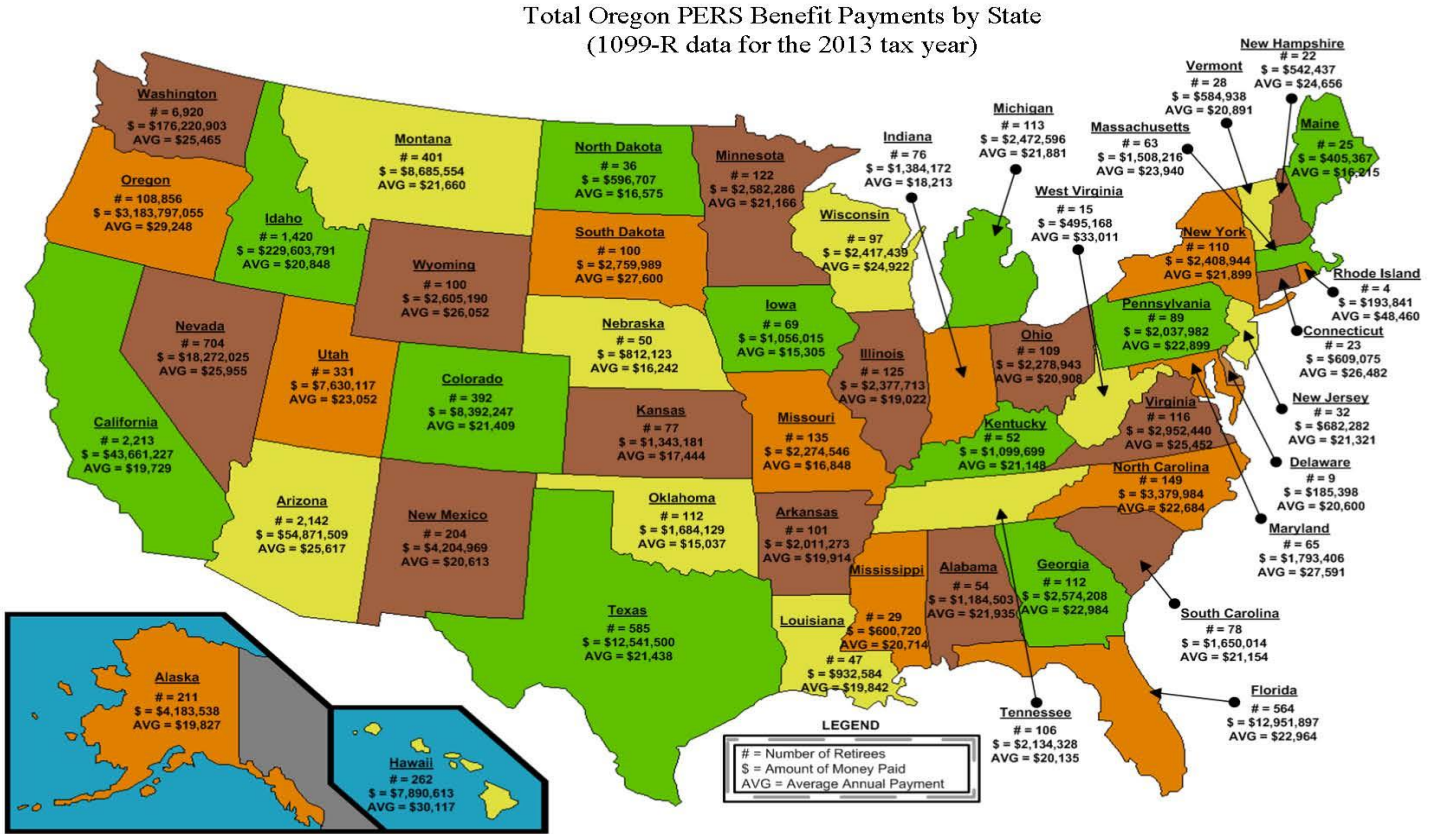 Total Oregon PERS Benefit Payments by State
(1099-R data for the 2013 tax year)
Washington
# = 6,920
$ = $176,220,903
AVG = $25,465
Oregon
# = 108,856
$ = $3,183,797,055
AVG = $29,248
Idaho
# = 1,420
$ = $229,603,791
AVG = $20,848
Montana
# = 401
$ = $8,685,554
AVG = $21,660
North Dakota
# = 36
$ = $596,707
AVG = $16,575
Minnesota
# = 122
$ = $2,582,286
AVG = $21,166
South Dakota
# = 100
$ = $2,759,989
AVG = $27,600
Wyoming
# = 100
$ = $2,605,190
AVG = $26,052
Wisconsin
# = 97
$ = $2,417,439
AVG = $24,922
Indiana
# = 76
$ = $1,384,172
AVG = $18,213
Michigan
# = 113
$ = $2,472,596
AVG = $21,881
West Virginia
# = 15
$ = $495,168
AVG = $33,011
Massachusetts
# = 63
$ = $1,508,216
AVG = $23,940
Vermont
# = 28
$ = $584,938
AVG = $20,891
New Hampshire
# = 22
$ = $542,437
AVG = $24,656
Maine
# = 25
$ = $405,367
AVG = $16,215
New York
# = 110
$ = $2,408,944
AVG = $21,899
Rhode Island
# = 4
$ = $193,841
AVG = $48,460
Connecticut
# = 23
$ = $609,075
AVG = $26,482
New Jersey
# = 32
$ = $682,282
AVG = $21,321
Delaware
# = 9
$ = $185,398
AVG = $20,600
Maryland
# = 65
$ = $1,793,406
AVG = $27,591
Pennsylvania
# = 89
$ = $2,037,982
AVG = $22,899
Ohio
# = 109
$ = $2,278,943
AVG = $20,908
Virginia
# = 116
$ = $2,952,440
AVG = $25,452
Kentucky
# = 52
$ = $1,099,699
AVG = $21,148
North Carolina
# = 149
$ = $3,379,984
AVG = $22,684
Nevada
# = 704
$ = $18,272,025
AVG = $25,955
Utah
# = 331
$ = $7,630,117
AVG = $23,052
Colorado
# = 392
$ = $8,392,247
AVG = $21,409
Nebraska
# = 50
$ = $812,123
AVG = $16,242
Iowa
# = 69
$ = $1,056,015
AVG = $15,305
Illinois
# = 125
$ = $2,377,713
AVG = $19,022
Kansas
# = 77
$ = $1,343,181
AVG = $17,444
Missouri
# = 135
$ = $2,274,546
AVG = $16,848
California
# = 2,213
$ = $43,661,227
AVG = $19,729
Arizona
# = 2,142
$ = $54,871,509
AVG = $25,617
New Mexico
# = 204
$ = $4,204,969
AVG = $20,613
Oklahoma
# = 112
$ = $1,684,129
AVG = $15,037
Arkansas
# = 101
$ = $2,011,273
AVG = $19,914
Mississippi
# = 29
$ = $600,720
AVG = $20,714
Alabama
# = 54
$ = $1,184,503
AVG = $21,935
Georgia
# = 112
$ = $2,574,208
AVG = $22,984
South Carolina
# = 78
$ = $1,650,014
AVG = $21,154
Texas
# = 585
$ = $12,541,500
AVG = $21,438
Louisiana
# = 47
$ = $932,584
AVG = $19,842
Florida
# = 564
$ = $12,951,897
AVG = $22,964
Tennessee
# = 106
$ = $2,134,328
AVG = $20,135
Alaska
# = 211
$ = $4,183,538
AVG = $19,827
Hawaii
# = 262
$ = $7,890,613
AVG = $30,117
LEGEND
# = Number of Retirees
$ = Amount of Money Paid
AVG = Average Annual Payment